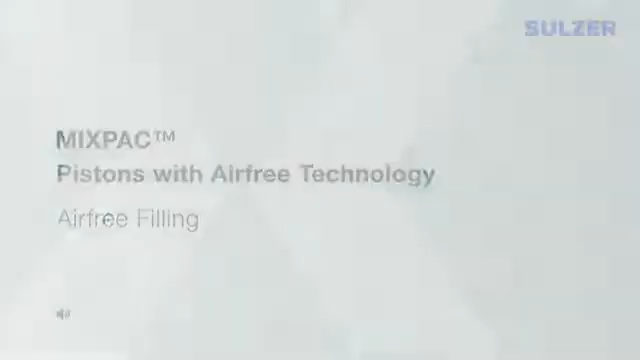 SULZER
MIXPAC™
Pistons with Airfree Technology
Airfree Filling